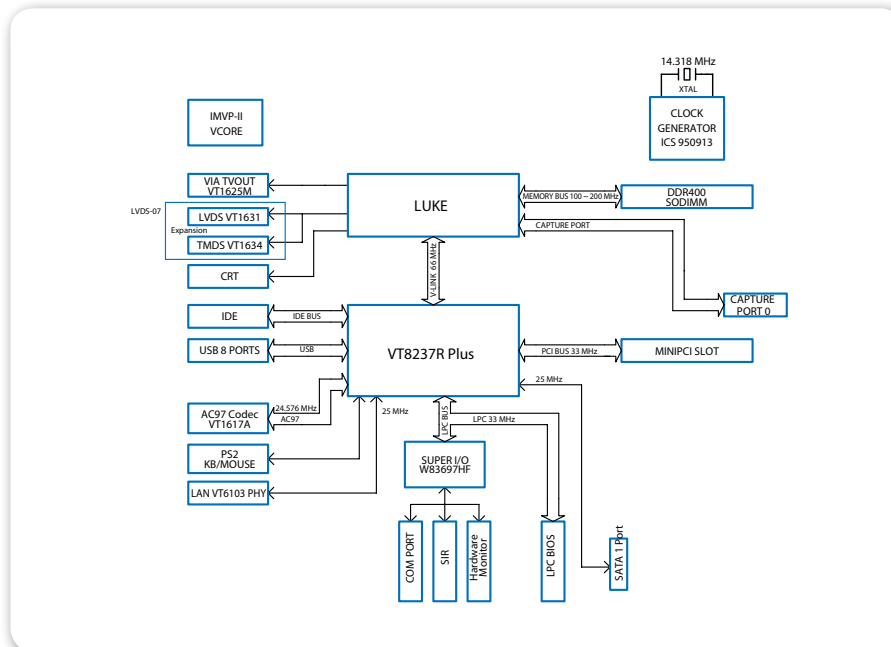 14.318 MHz
XTAL
IMVP-II
VCORE
CLOCK
GENERATOR
ICS 950913
VIA TVOUT
VT1625M
LUKE
MEMORY BUS 100 -- 200 MHz
DDR400
SODIMM
LVDS-07
LVDS VT1631
Expansion
TMDS VT1634
CAPTURE PORT
CRT
V-LINK 66 MHz
CAPTURE
PORT 0
IDE
IDE BUS
USB 8 PORTS
USB
VT8237R Plus
PCI BUS 33 MHz
MINIPCI SLOT
25 MHz
AC97 Codec
VT1617A
24.576 MHz
AC97
25 MHz
LPC BUS
LPC 33 MHz
PS2
KB/MOUSE
SUPER I/O
W83697HF
LAN VT6103 PHY
COM PORT
SIR
Hardware
Monitor
LPC BIOS
SATA 1 Port